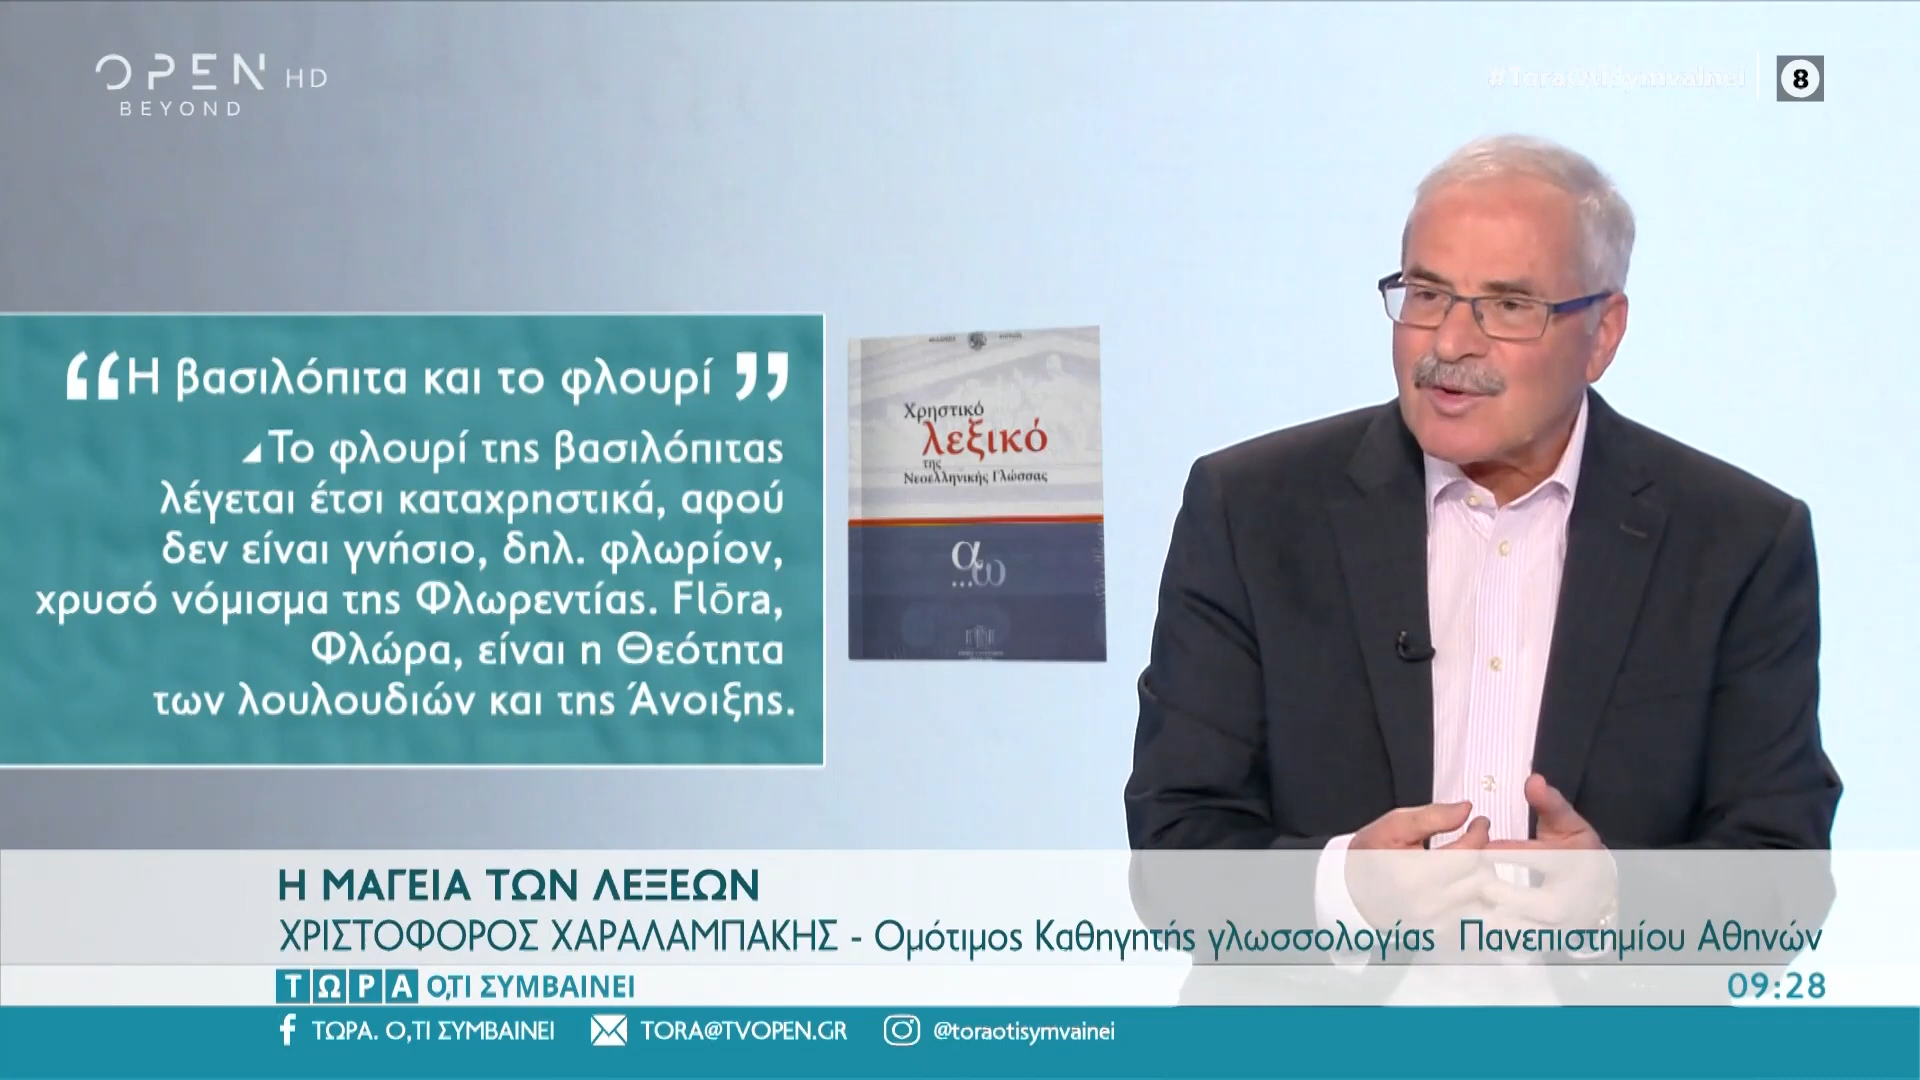 OPEN HD
BEYOND
#ToraOtiSymvainei
8
“Η βασιλόπιτα και το φλουρί”
Το φλουρί της βασιλόπιτας
λέγεται έτσι καταχρηστικά, αφού
δεν είναι γνήσιο, δηλ. φλωρίον,
χρυσό νόμισμα της Φλωρεντίας. Flōra,
Φλώρα, είναι η Θεότητα
των λουλουδιών και της Άνοιξης.
Χρηστικό
λεξικό
της
Νεοελληνικής Γλώσσας
α
...ω
Η ΜΑΓΕΙΑ ΤΩΝ ΛΕΞΕΩΝ
ΧΡΙΣΤΟΦΟΡΟΣ ΧΑΡΑΛΑΜΠΑΚΗΣ - Ομότιμος Καθηγητής γλωσσολογίας Πανεπιστημίου Αθηνών
ΤΩΡΑ Ο,ΤΙ ΣΥΜΒΑΙΝΕΙ
09:28
ΤΩΡΑ. Ο,ΤΙ ΣΥΜΒΑΙΝΕΙ
TORA@TVOPEN.GR
@toraotisymvainei